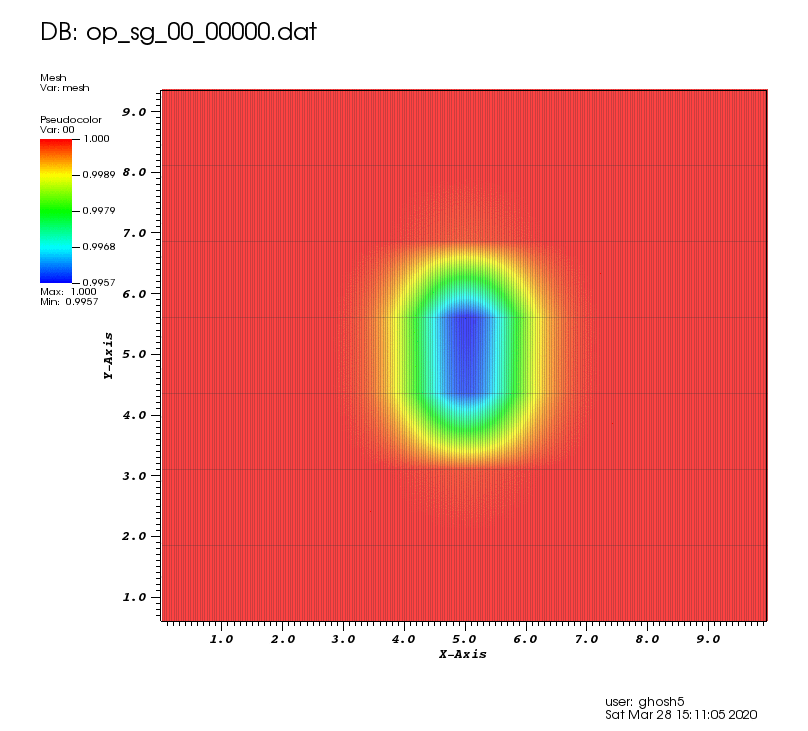 DB: op_sg_00_00000.dat
Mesh
Var: mesh
Pseudocolor
Var: 00
1.000
0.9989
0.9979
0.9968
0.9957
Max: 1.000
Min: 0.9957
9.0
8.0
7.0
6.0
5.0
4.0
3.0
2.0
1.0
Y-Axis
1.0 2.0 3.0 4.0 5.0 6.0 7.0 8.0 9.0
X-Axis
user: ghosh5
Sat Mar 28 15:11:05 2020